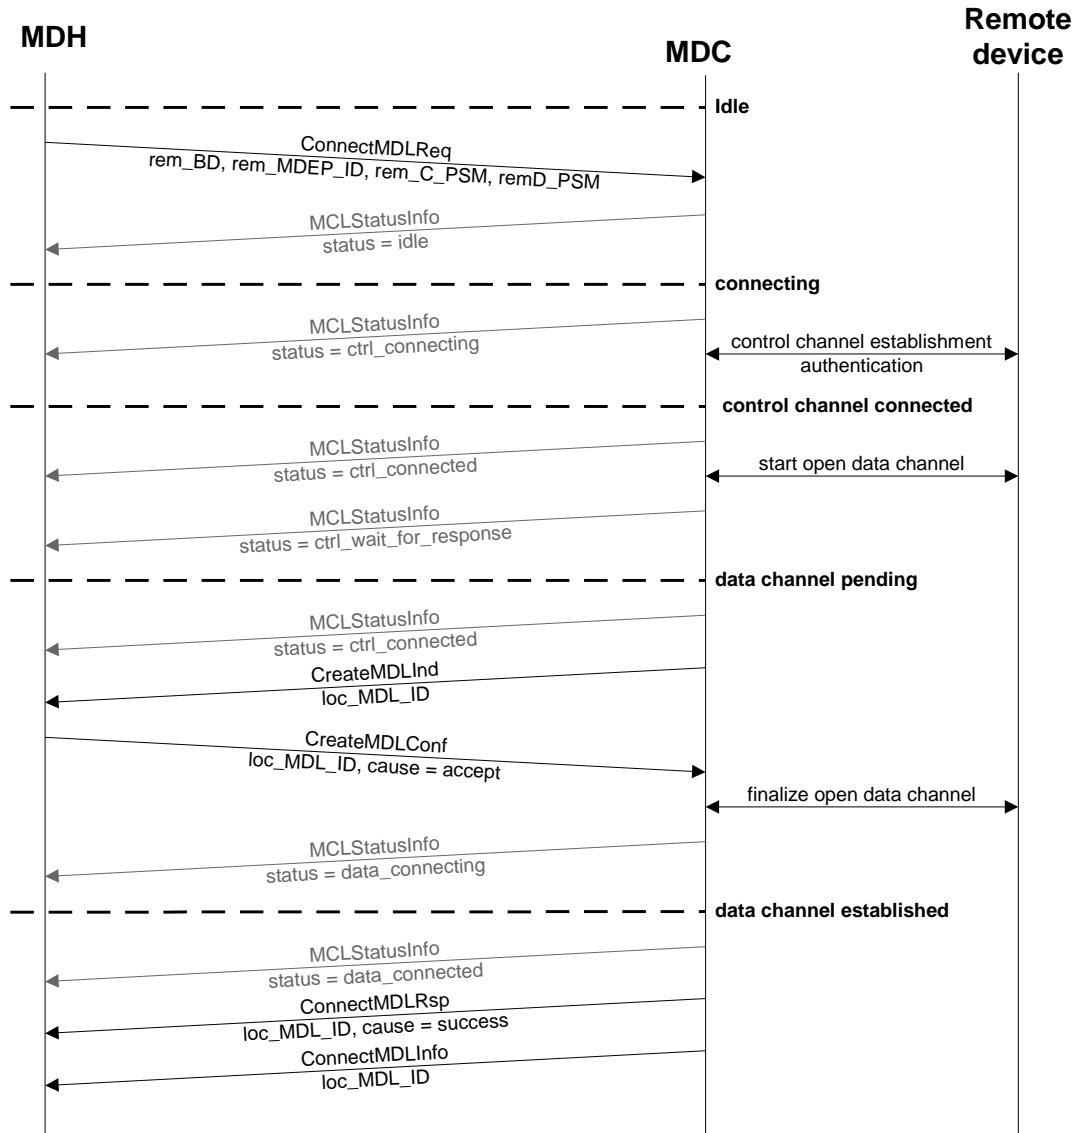 MDH
MDC
Remote
device
Idle
ConnectMDLReq
rem_BD, rem_MDEP_ID, rem_C_PSM, remD_PSM
MCLStatusInfo
status = idle
connecting
MCLStatusInfo
status = ctrl_connecting
control channel establishment
authentication
control channel connected
MCLStatusInfo
status = ctrl_connected
start open data channel
MCLStatusInfo
status = ctrl_wait_for_response
data channel pending
MCLStatusInfo
status = ctrl_connected
CreateMDLInd
loc_MDL_ID
CreateMDLConf
loc_MDL_ID, cause = accept
finalize open data channel
MCLStatusInfo
status = data_connecting
data channel established
MCLStatusInfo
status = data_connected
ConnectMDLRsp
loc_MDL_ID, cause = success
ConnectMDLInfo
loc_MDL_ID